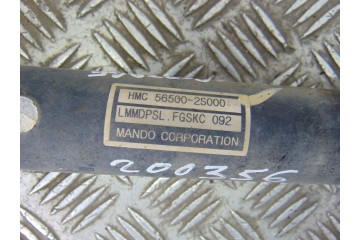 HMC 56500-2S000
LMMDPSL.FGSKC 092
MANDO CORPORATION
200356